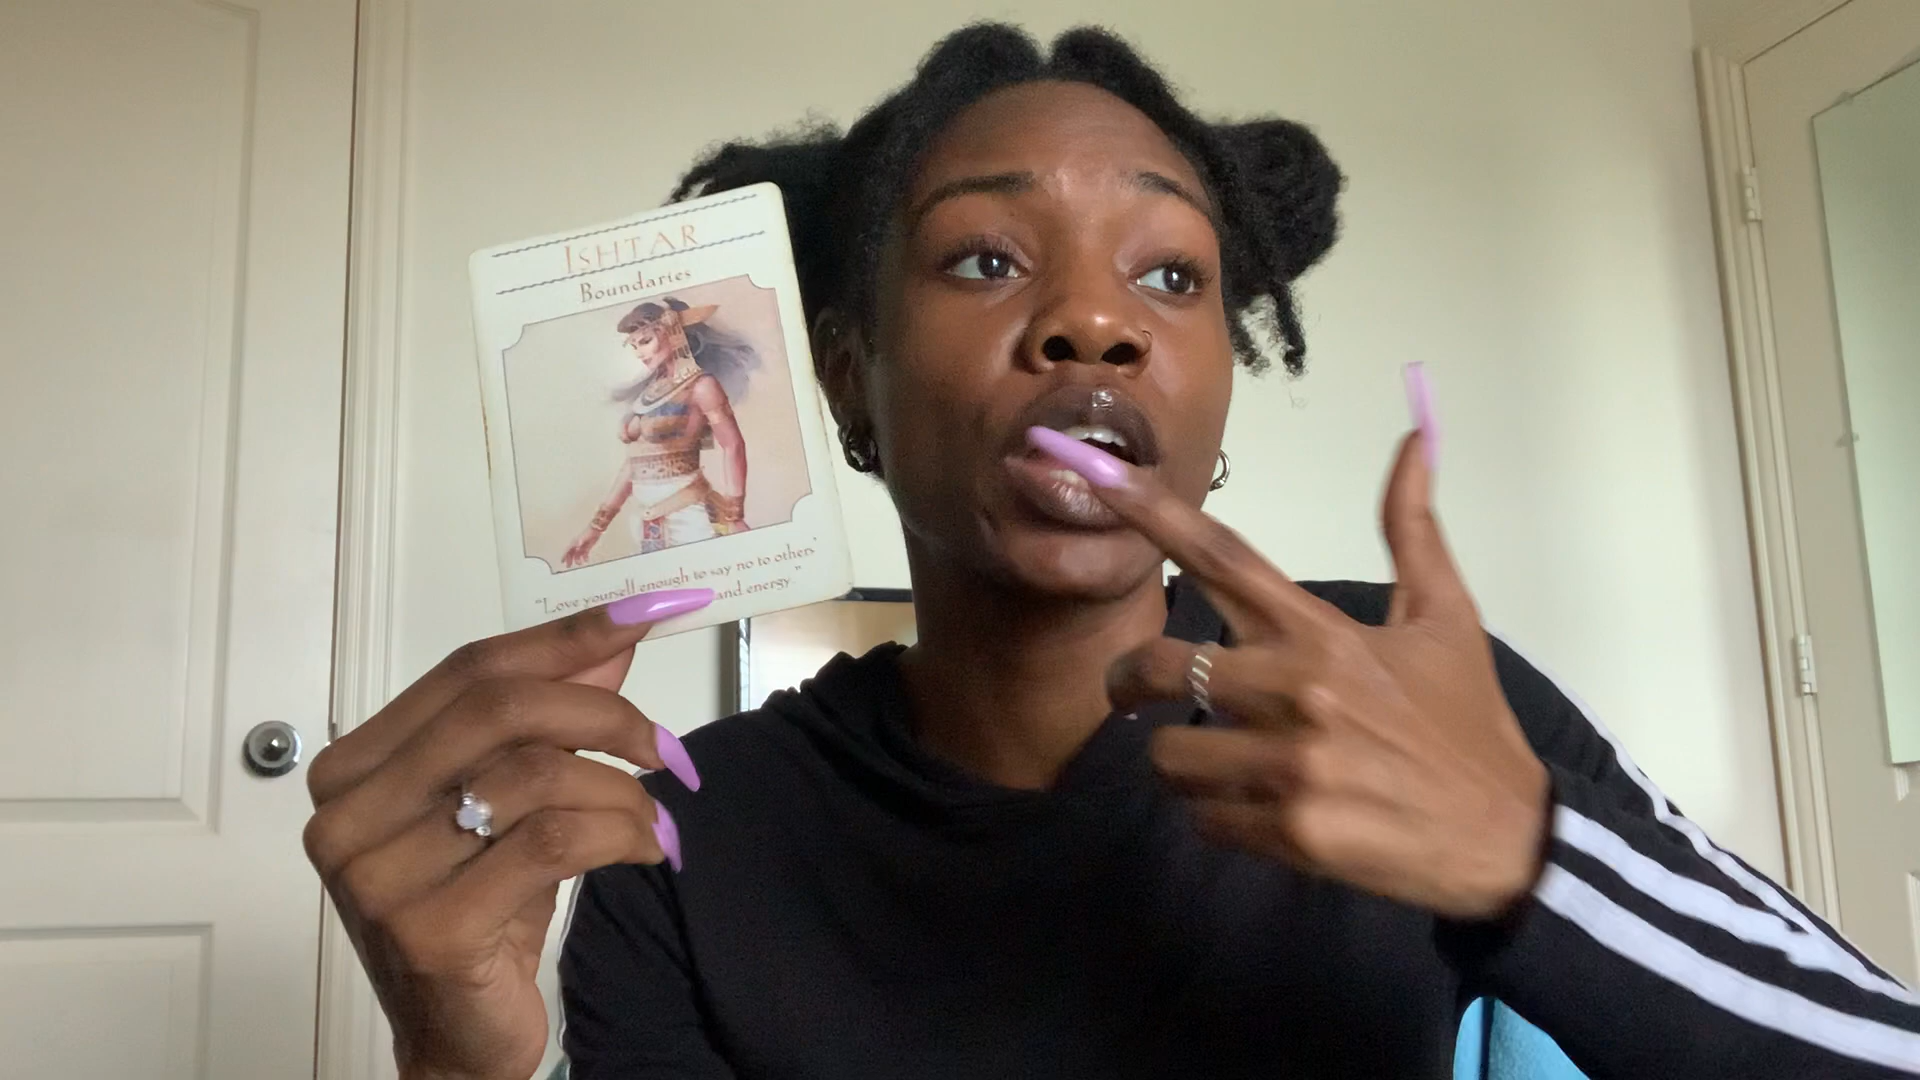 ISHTAR
Boundaries
"Love yourself enough to say no to others'
and energy."